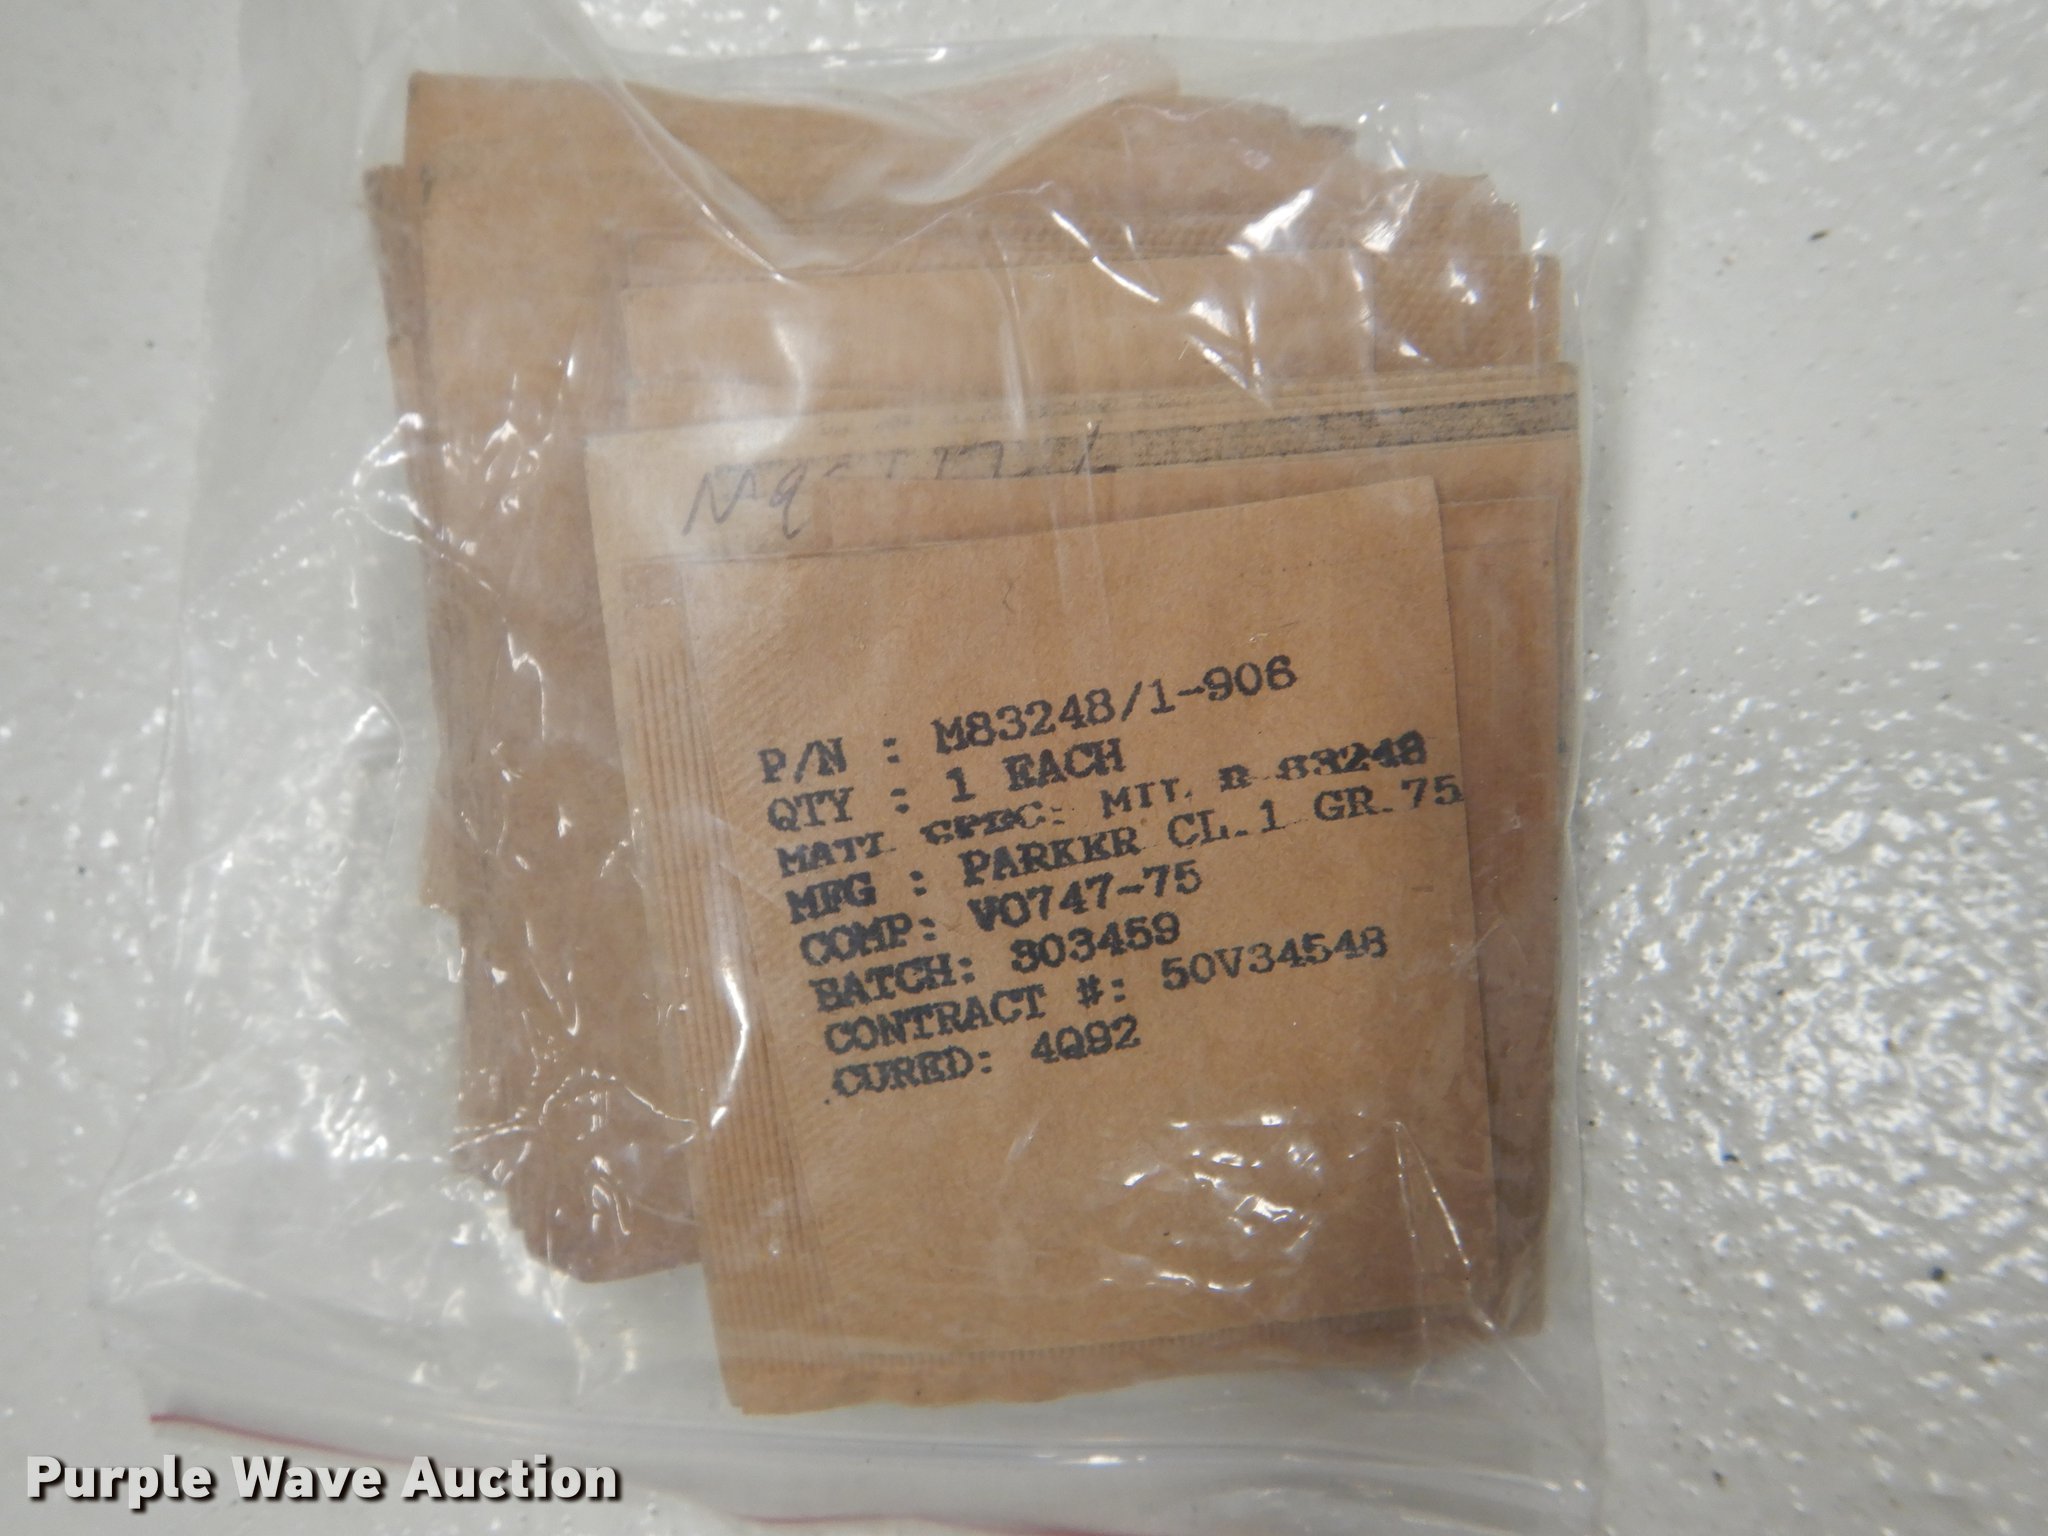 P/N : M83248/1-906
QTY : 1 EACH
MATL SPEC: MIL R 83248
MFG : PARKER CL.1 GR.75
COMP: VO747-75
BATCH: 303459
CONTRACT #: 50V34548
CURED: 4Q92
Purple Wave Auction